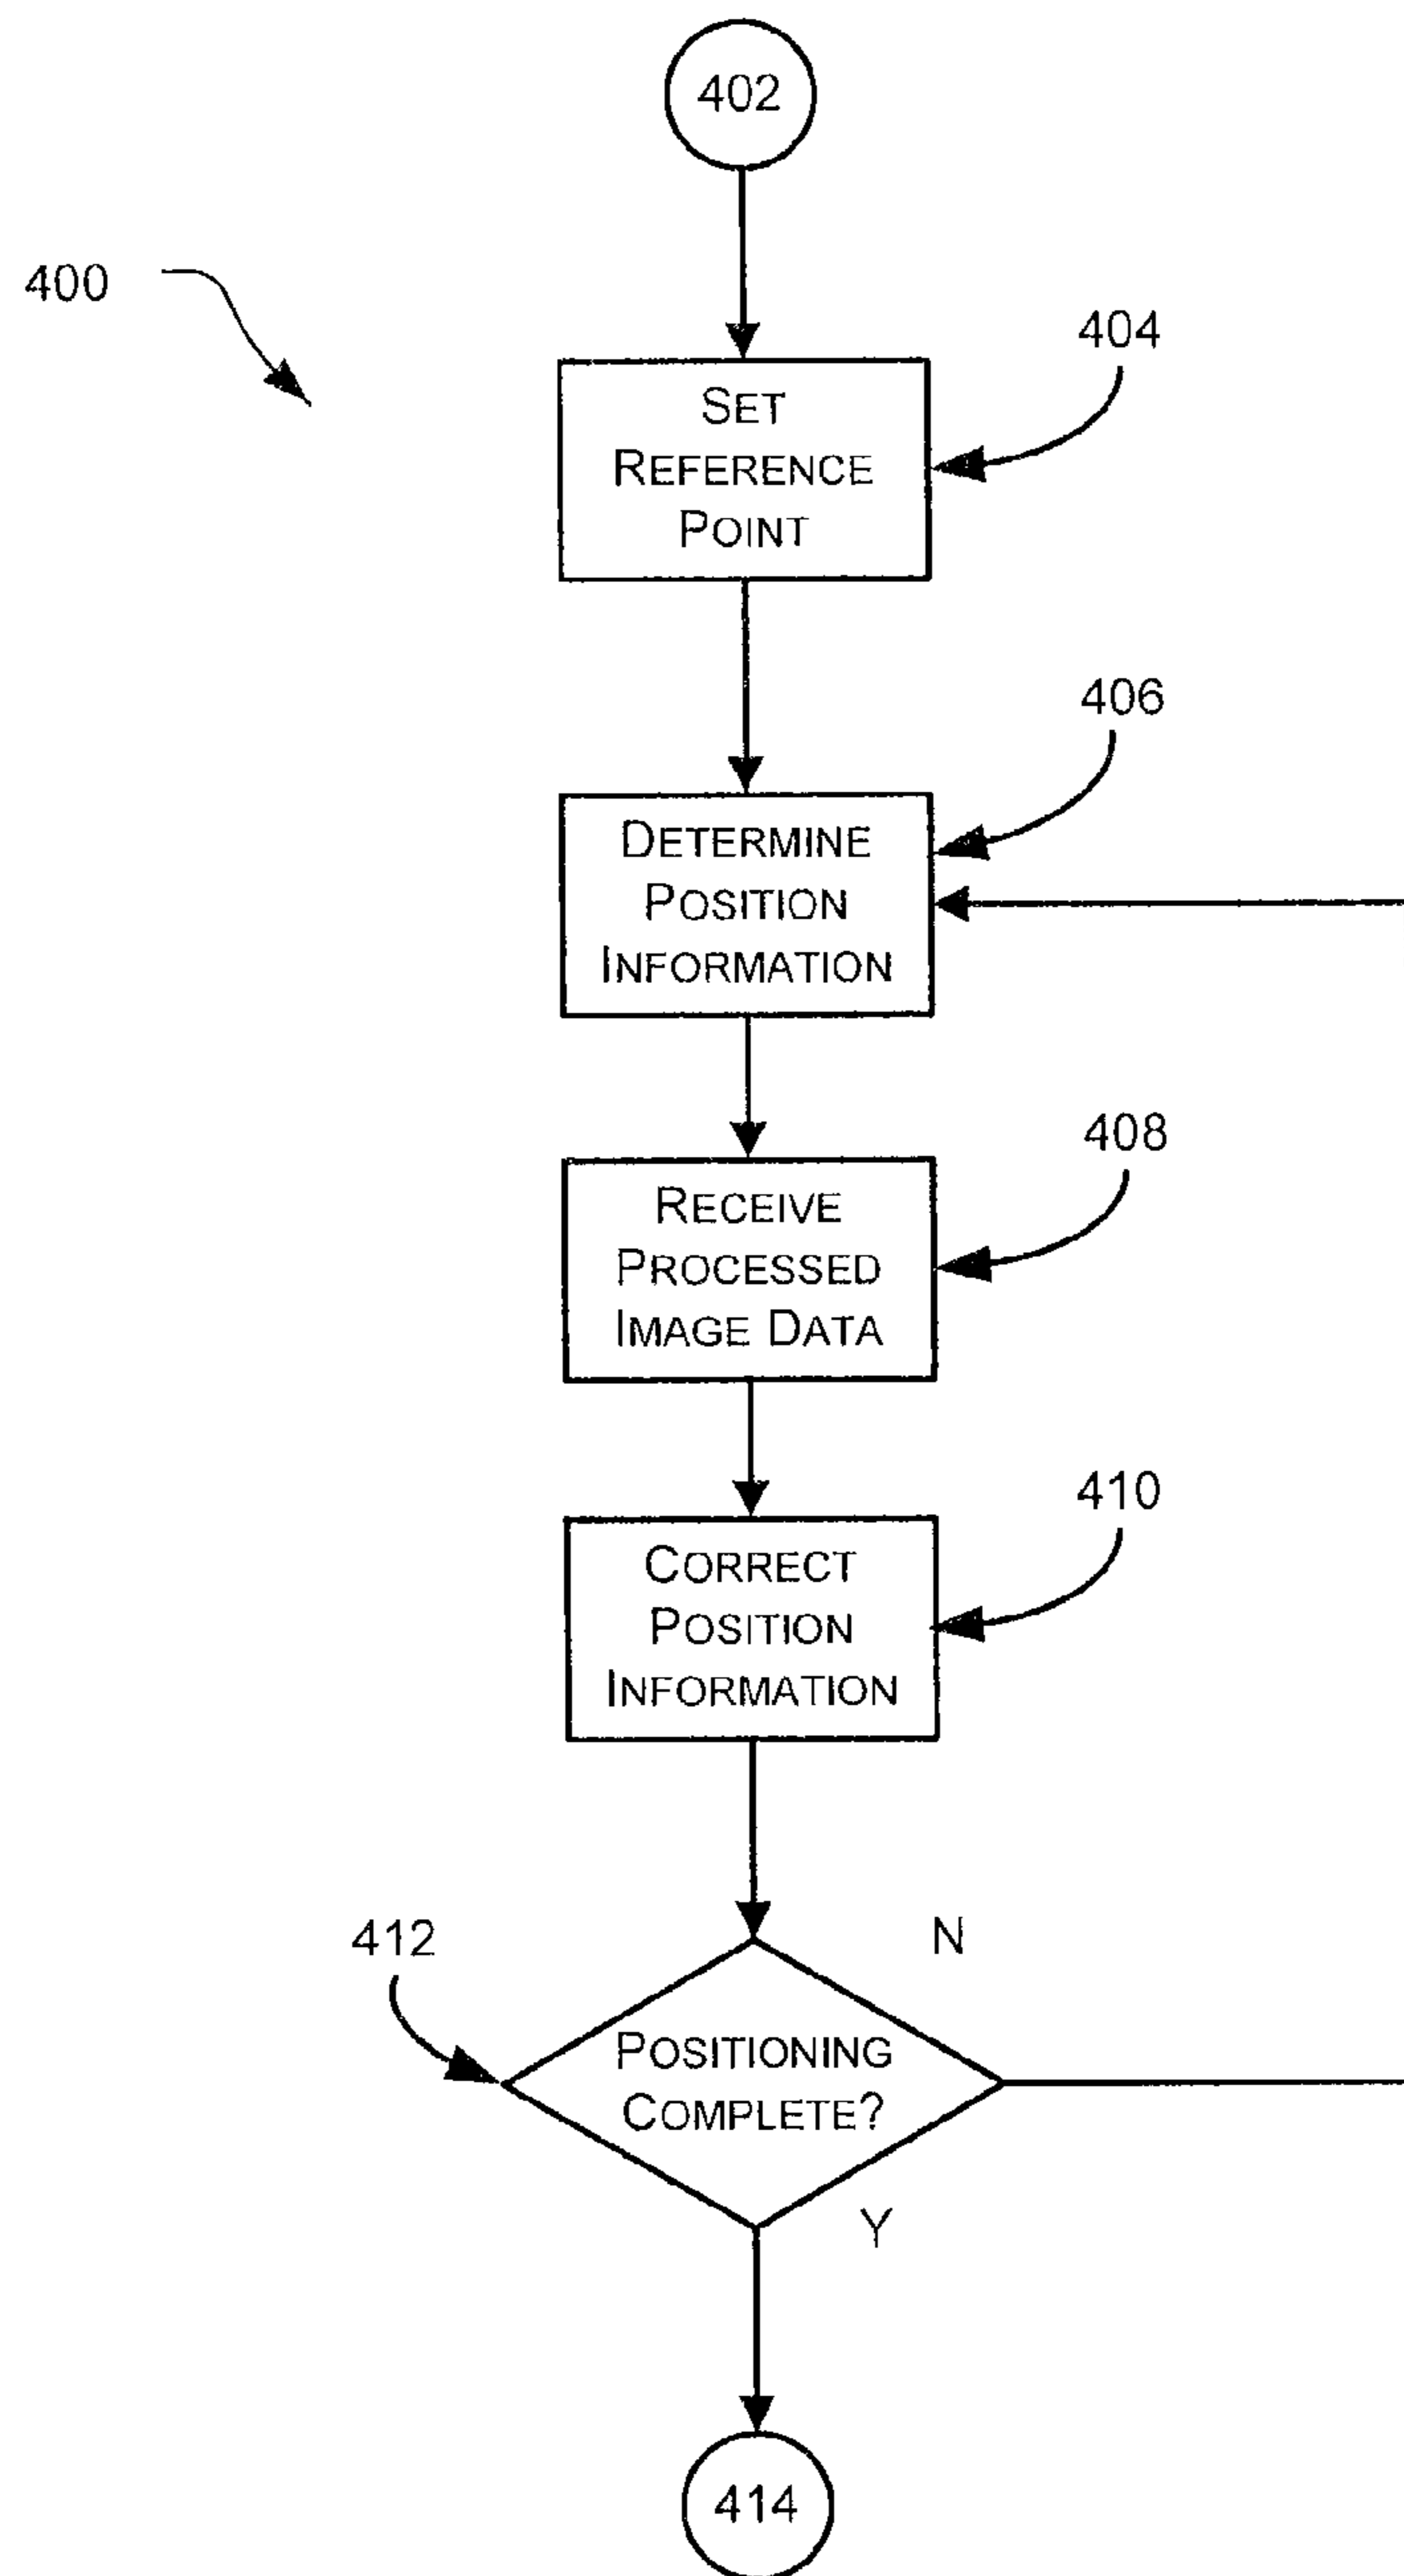 402
400
404
SET
REFERENCE
POINT
406
DETERMINE
POSITION
INFORMATION
408
RECEIVE
PROCESSED
IMAGE DATA
410
CORRECT
POSITION
INFORMATION
412
N
POSITIONING
COMPLETE?
Y
414